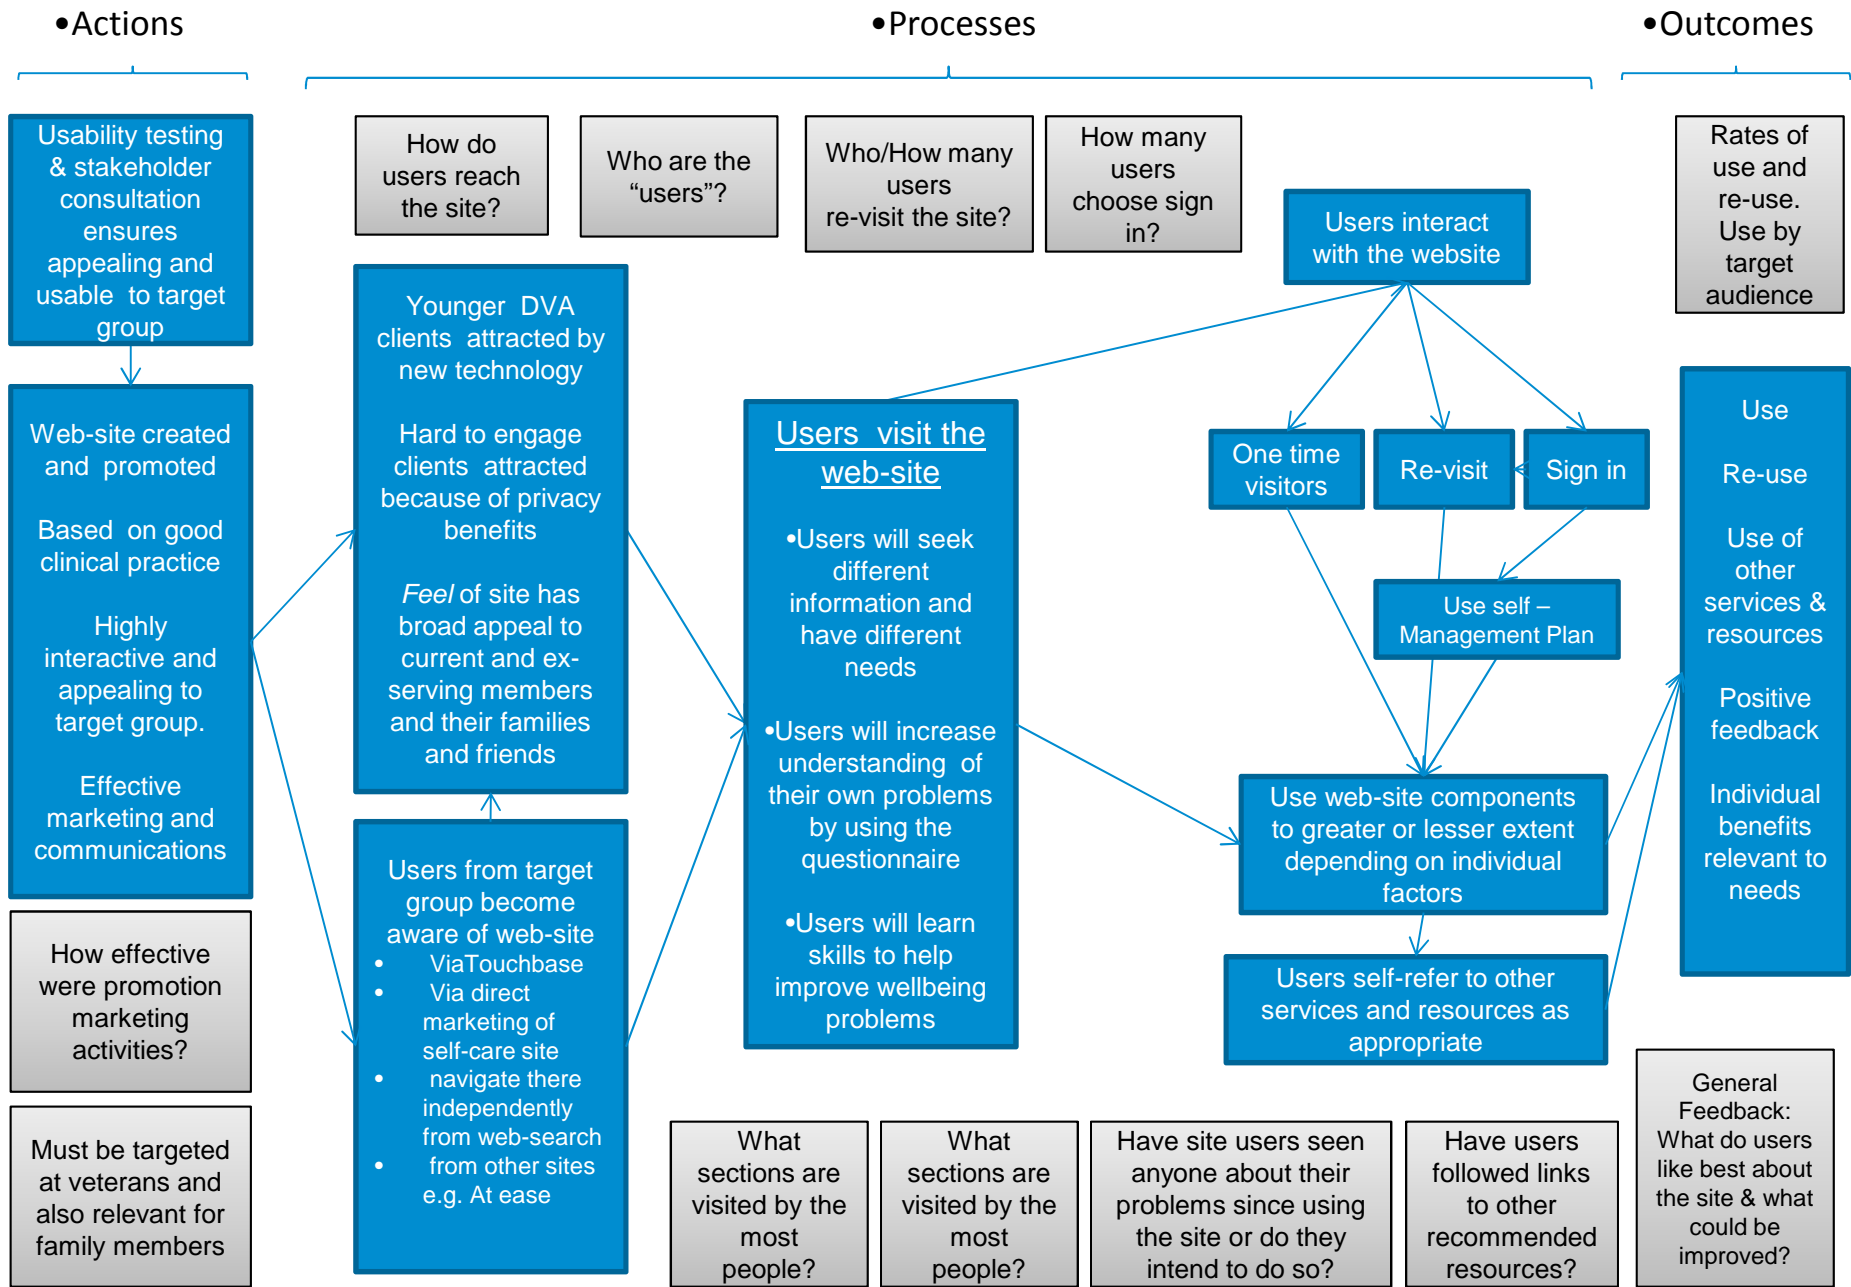 •Actions
•Processes
•Outcomes
Usability testing
& stakeholder
consultation
ensures
appealing and
usable to target
group
Web-site created
and promoted
Based on good
clinical practice
Highly
interactive and
appealing to
target group.
Effective
marketing and
communications
How effective
were promotion
marketing
activities?
Must be targeted
at veterans and
also relevant for
family members
How do
users reach
the site?
Who are the
“users”?
Who/How many
users
re-visit the site?
How many
users
choose sign
in?
Younger DVA
clients attracted by
new technology
Hard to engage
clients attracted
because of privacy
benefits
Feel of site has
broad appeal to
current and ex-
serving members
and their families
and friends
Users from target
group become
aware of web-site
• ViaTouchbase
• Via direct
marketing of
self-care site
• navigate there
independently
from web-search
• from other sites
e.g. At ease
Users visit the
web-site
•Users will seek
different
information and
have different
needs
•Users will increase
understanding of
their own problems
by using the
questionnaire
•Users will learn
skills to help
improve wellbeing
problems
Users interact
with the website
One time
visitors
Re-visit
Sign in
Use self –
Management Plan
Use web-site components
to greater or lesser extent
depending on individual
factors
Users self-refer to other
services and resources as
appropriate
What
sections are
visited by the
most
people?
What
sections are
visited by the
most
people?
Have site users seen
anyone about their
problems since using
the site or do they
intend to do so?
Have users
followed links
to other
recommended
resources?
Rates of
use and
re-use.
Use by
target
audience
Use
Re-use
Use of
other
services &
resources
Positive
feedback
Individual
benefits
relevant to
needs
General
Feedback:
What do users
like best about
the site & what
could be
improved?